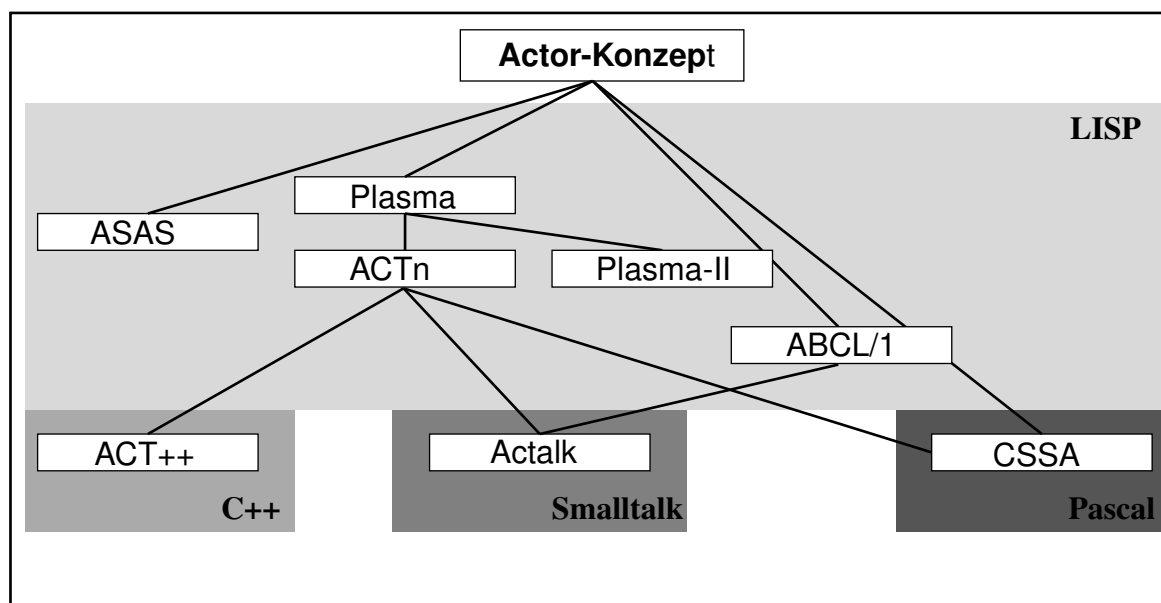 Actor-Konzept
LISP
Plasma
ASAS
ACTn
Plasma-II
ABCL/1
ACT++
Actalk
CSSA
C++
Smalltalk
Pascal